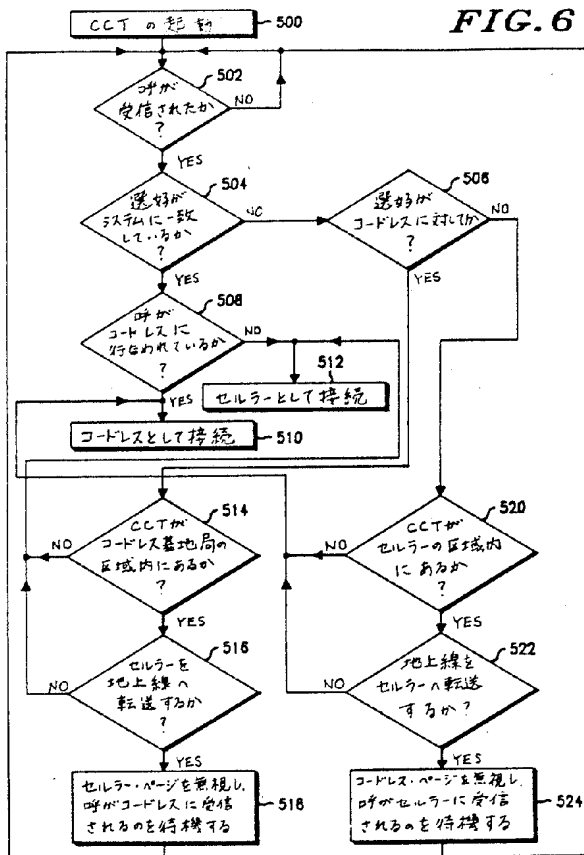 FIG.6
CCTの起動
500
呼が
受信されたか
?
502
NO
YES
選好が
システムに一致
しているか
?
504
NO
YES
選好が
コードレスに対してか
?
506
NO
YES
呼が
コードレスに
行なわれているか
?
508
NO
YES
512
セルラーとして接続
コードレスとして接続
510
CCTが
コードレス基地局の
区域内にあるか
?
514
NO
YES
セルラーを
地上線へ
転送するか
?
516
NO
YES
セルラー・ページを無視し、
呼がコードレスに受信
されるのを待機する
518
CCTが
セルラーの区域内
にあるか
?
520
NO
YES
地上線を
セルラーへ転送
するか?
522
NO
YES
コードレス・ページを無視し、
呼がセルラーに受信
されるのを待機する
524